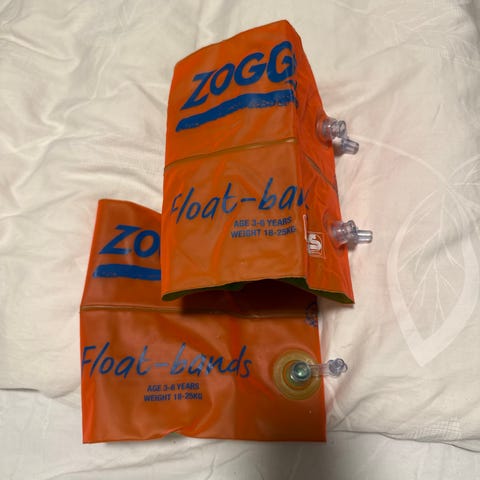 ZOGG
Float-ban
AGE 3-6 YEARS
WEIGHT 18-25KG
S
ZO
Float-bands
AGE 3-6 YEARS
WEIGHT 18-25KG